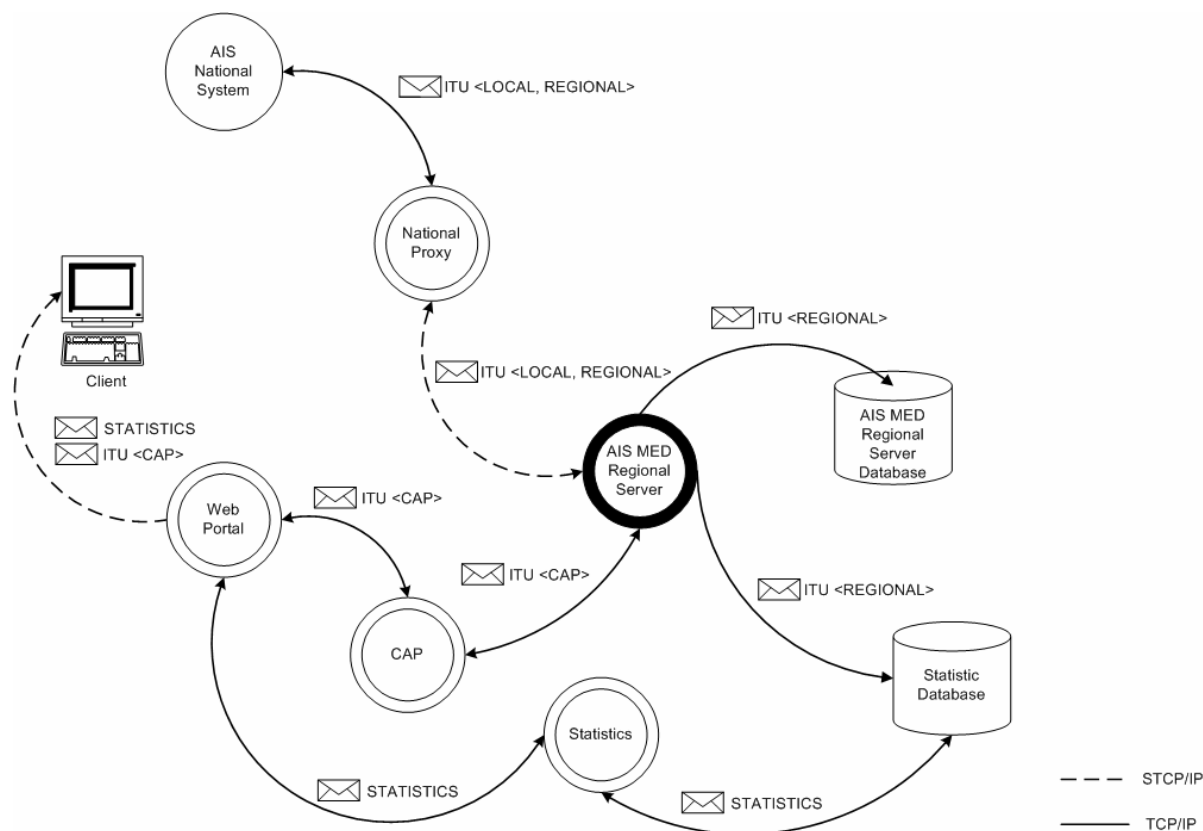 AIS
National
System
ITU <LOCAL, REGIONAL>
National
Proxy
ITU <REGIONAL>
ITU <LOCAL, REGIONAL>
Client
AIS MED
Regional
Server
Database
STATISTICS
ITU <CAP>
AIS MED
Regional
Server
Web
Portal
ITU <CAP>
ITU <CAP>
ITU <REGIONAL>
CAP
Statistic
Database
Statistics
STATISTICS
STATISTICS
STCP/IP
TCP/IP